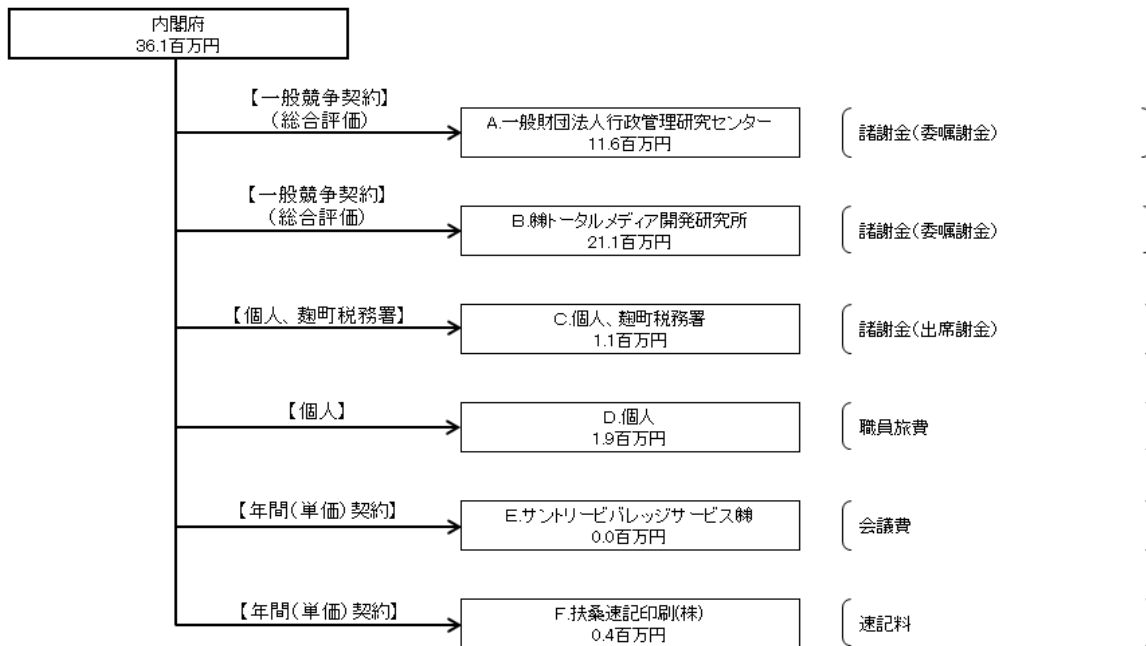 内閣府
36.1百万円
【一般競争契約】
（総合評価）
A.一般財団法人行政管理研究センター
11.6百万円
諸謝金（委嘱謝金）
【一般競争契約】
（総合評価）
B.㈱トータルメディア開発研究所
21.1百万円
諸謝金（委嘱謝金）
【個人、麹町税務署】
C.個人、麹町税務署
1.1百万円
諸謝金（出席謝金）
【個人】
D.個人
1.9百万円
職員旅費
【年間（単価）契約】
E.サントリービバレッジサービス㈱
0.0百万円
会議費
【年間（単価）契約】
F.扶桑速記印刷(株)
0.4百万円
速記料